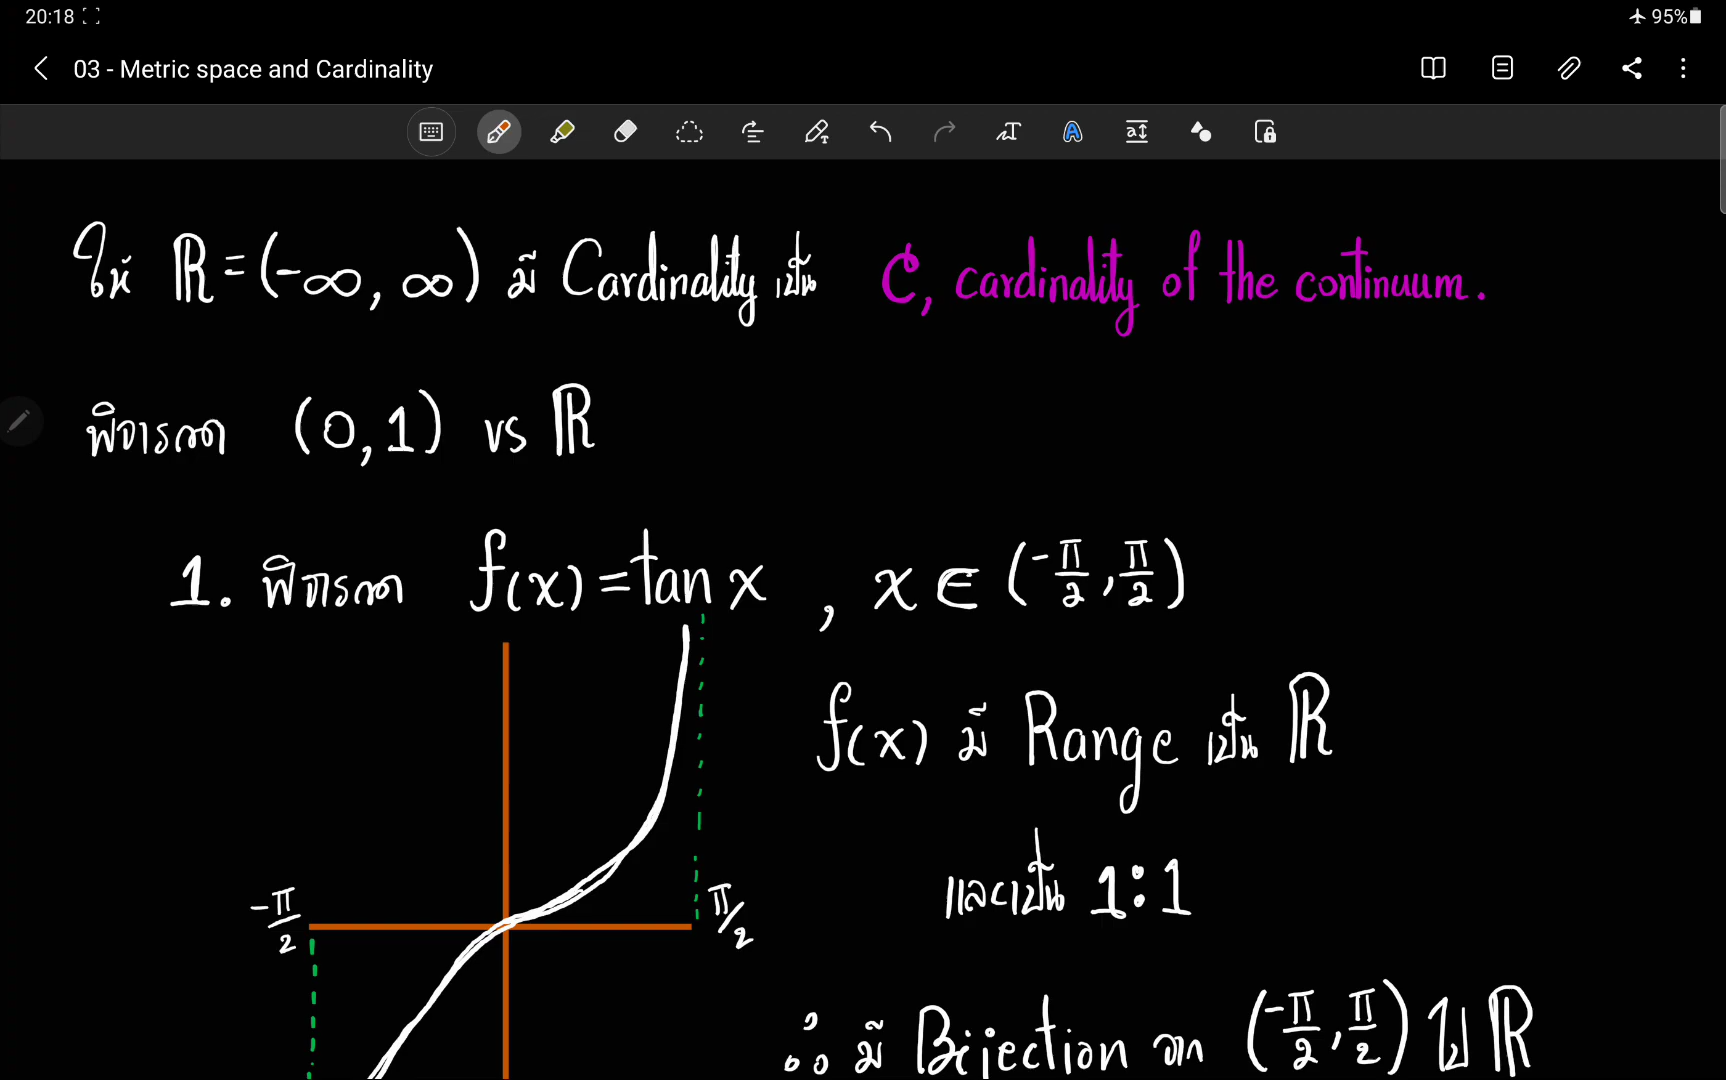 20:18
95%
03 - Metric space and Cardinality
ให้ ℝ = (-∞, ∞) มี Cardinality เป็น C, cardinality of the continuum.
พิจารณา (0, 1) vs ℝ
1. พิจารณา f(x) = tan x , x ∈ (-π/2, π/2)
f(x) มี Range เป็น ℝ
และเป็น 1:1
-π/2
π/2
∴ มี Bijection จาก (-π/2, π/2) ไป ℝ